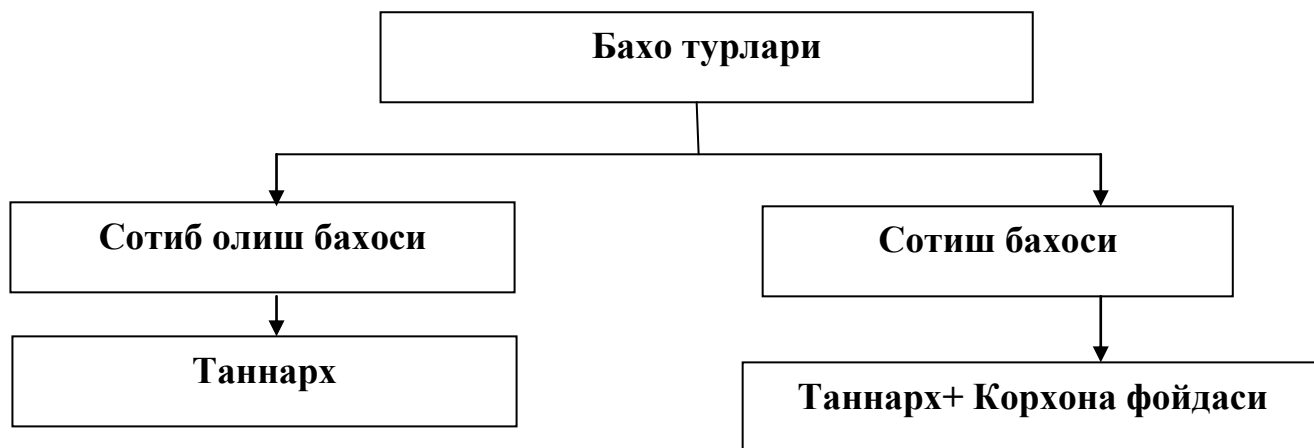 Бахо турлари
Сотиб олиш бахоси
Сотиш бахоси
Таннарх
Таннарх+ Корхона фойдаси